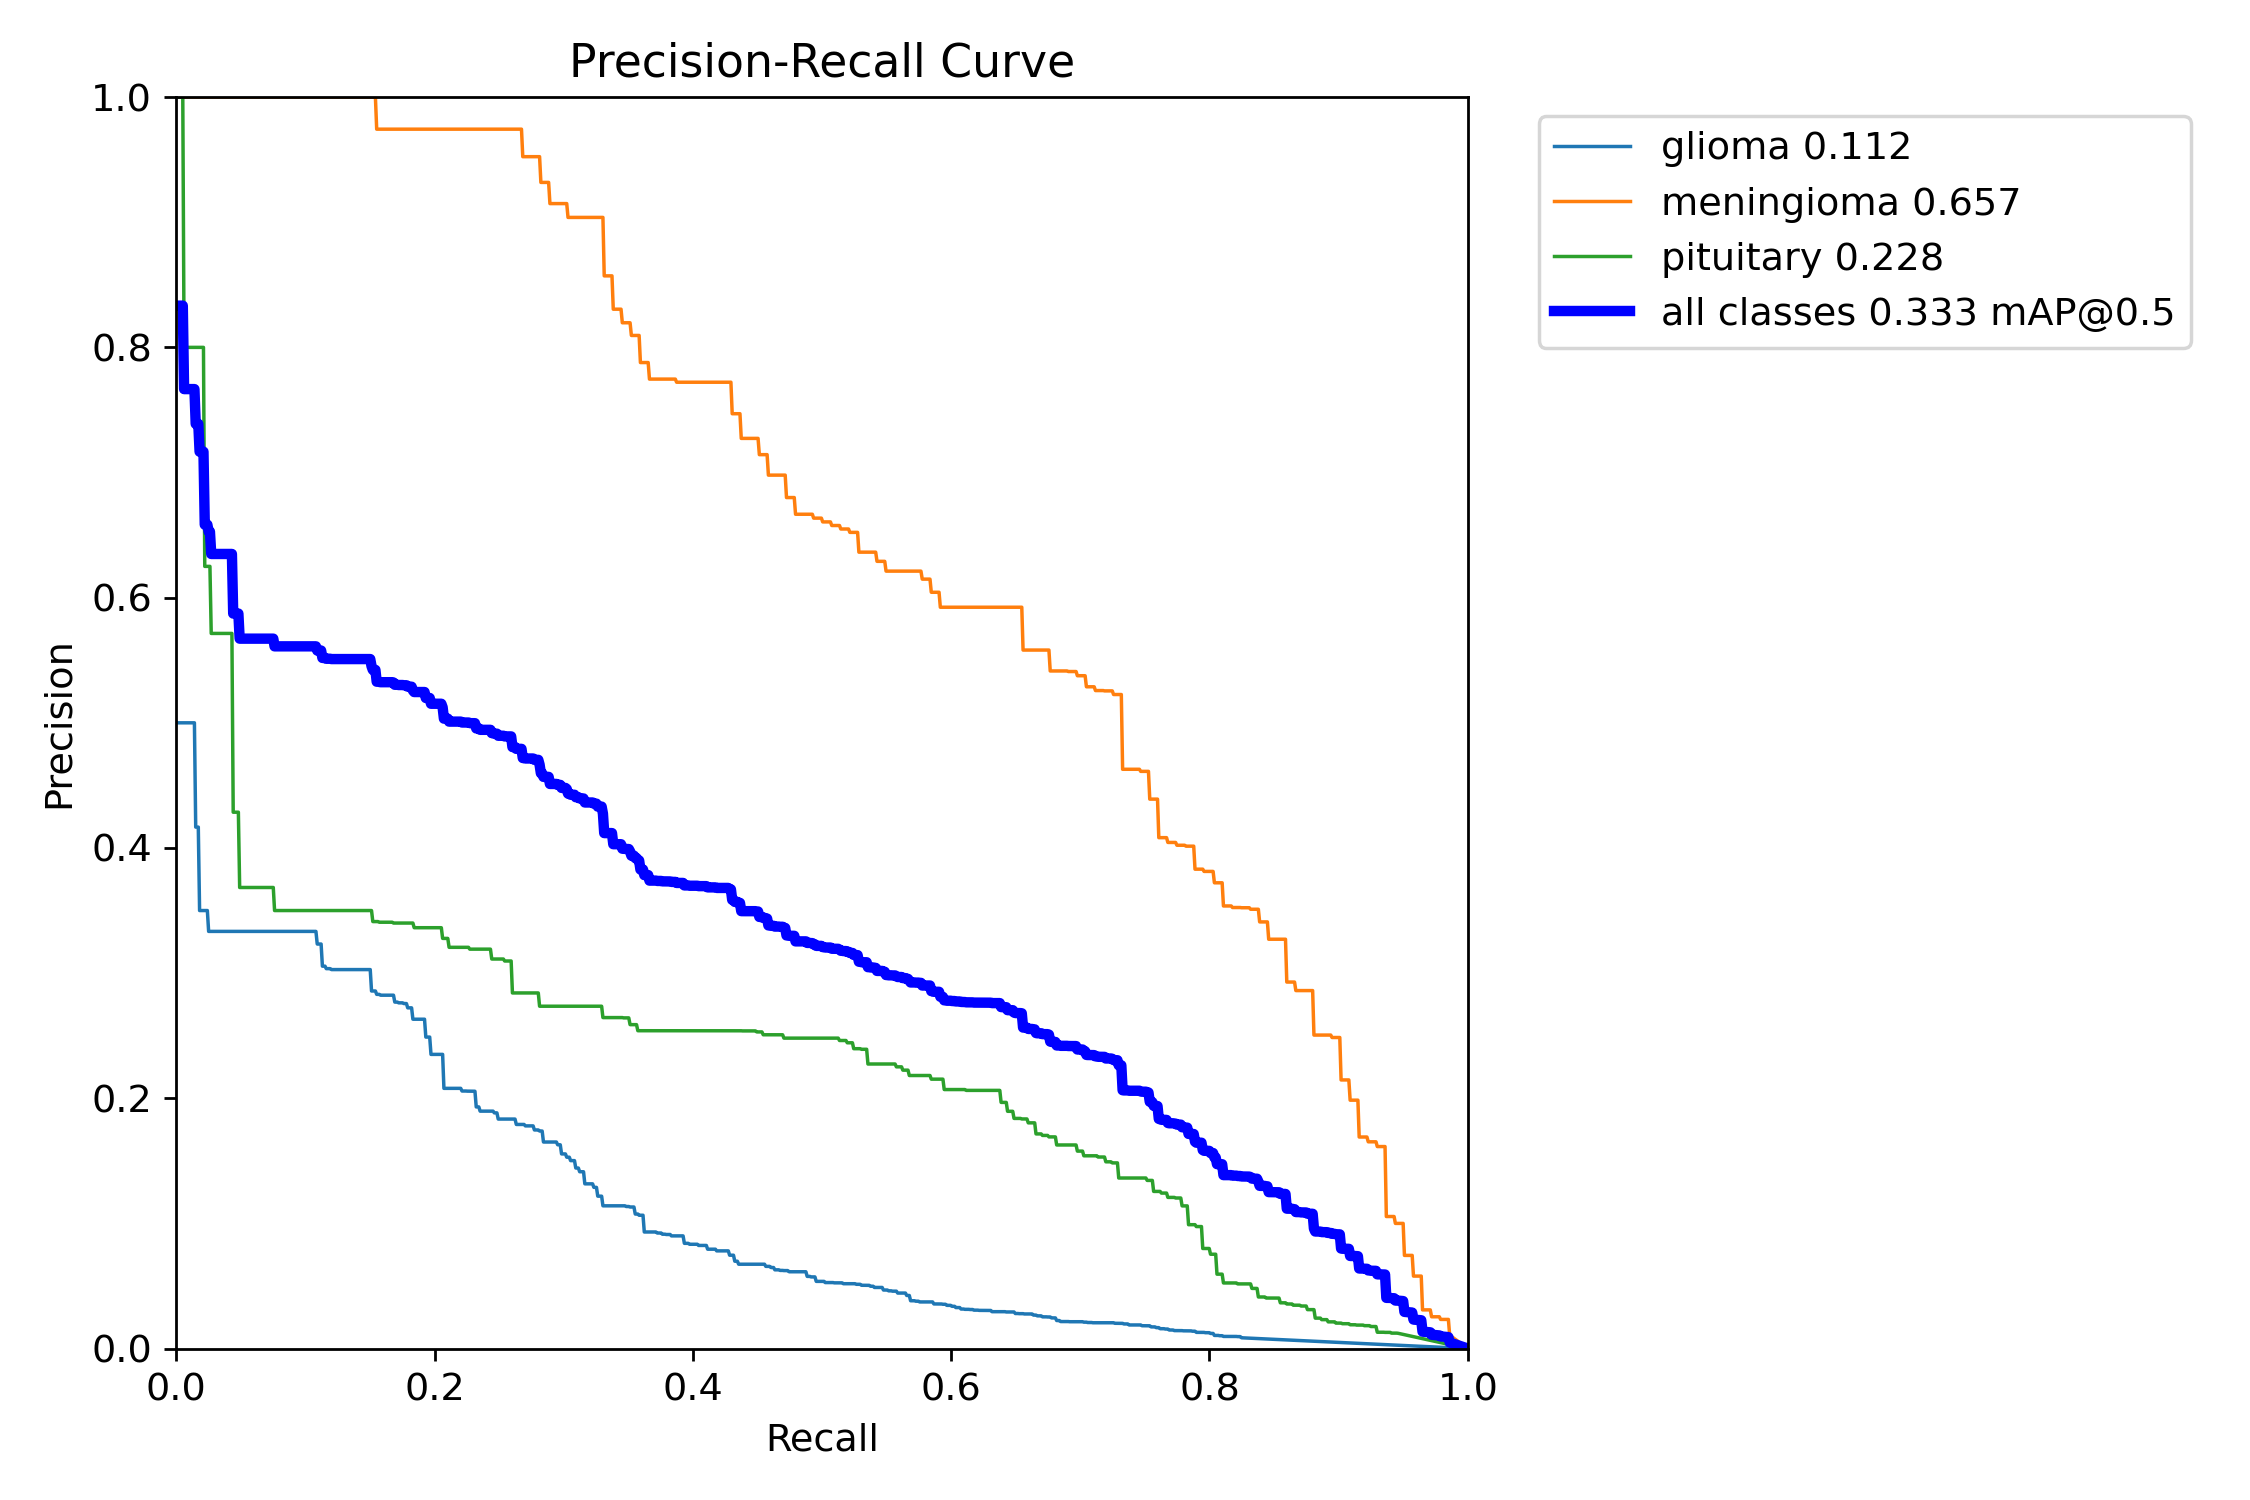 Precision-Recall Curve
1.0
0.8
0.6
0.4
0.2
0.0
Precision
0.0 0.2 0.4 0.6 0.8 1.0
Recall
glioma 0.112
meningioma 0.657
pituitary 0.228
all classes 0.333 mAP@0.5